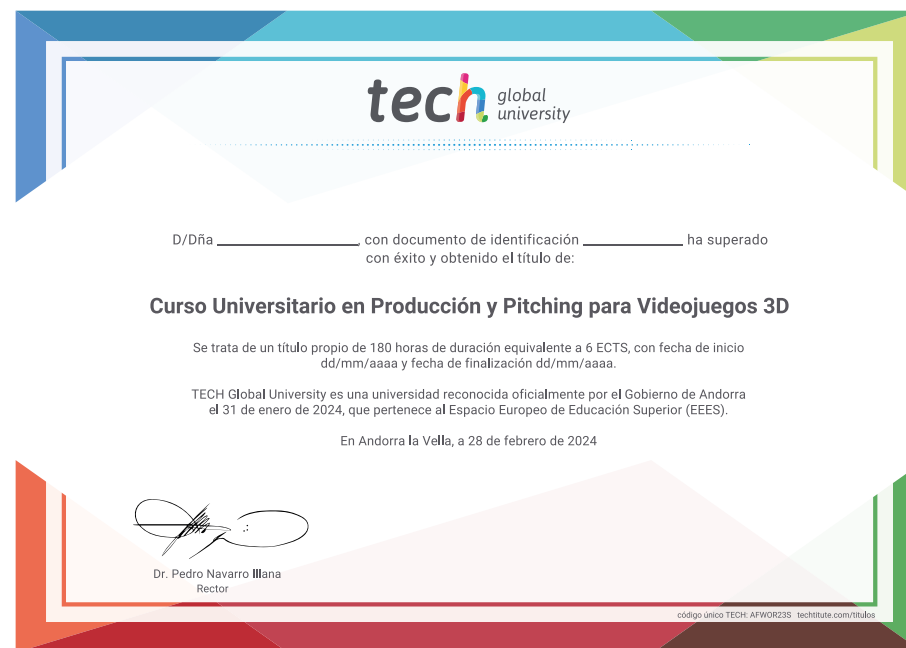 tech global university
D/Dña ____________, con documento de identificación ____________ ha superado
con éxito y obtenido el título de:
Curso Universitario en Producción y Pitching para Videojuegos 3D
Se trata de un título propio de 180 horas de duración equivalente a 6 ECTS, con fecha de inicio
dd/mm/aaaa y fecha de finalización dd/mm/aaaa.
TECH Global University es una universidad reconocida oficialmente por el Gobierno de Andorra
el 31 de enero de 2024, que pertenece al Espacio Europeo de Educación Superior (EEES).
En Andorra la Vella, a 28 de febrero de 2024
Dr. Pedro Navarro Illana
Rector
código único TECH: AFWOR23S techtitute.com/titulos